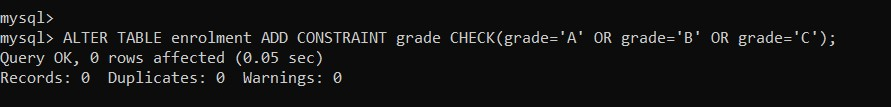 mysql>
mysql> ALTER TABLE enrolment ADD CONSTRAINT grade CHECK(grade='A' OR grade='B' OR grade='C');
Query OK, 0 rows affected (0.05 sec)
Records: 0  Duplicates: 0  Warnings: 0